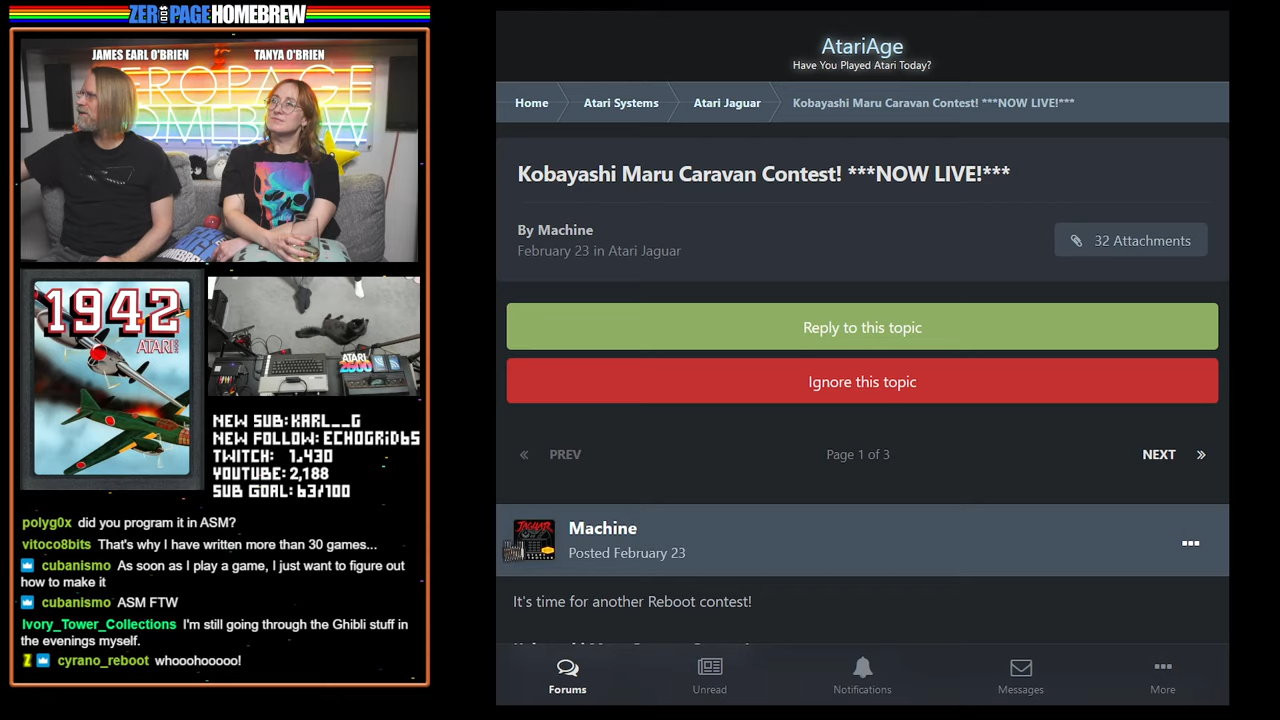 ZEROPAGE HOMEBREW
JAMES EARL O'BRIEN
TANYA O'BRIEN
1942
ATARI
ATARI
2600
NEW SUB: KARL__G
NEW FOLLOW: ECHOGRID65
TWITCH: 1,430
YOUTUBE: 2,188
SUB GOAL: 63/100
polyg0x did you program it in ASM?
vitoco8bits That's why I have written more than 30 games...
cubanismo As soon as I play a game, I just want to figure out
how to make it
cubanismo ASM FTW
Ivory_Tower_Collections I'm still going through the Ghibli stuff in
the evenings myself.
cyrano_reboot whooohooooo!
AtariAge
Have You Played Atari Today?
Home
Atari Systems
Atari Jaguar
Kobayashi Maru Caravan Contest! ***NOW LIVE!***
Kobayashi Maru Caravan Contest! ***NOW LIVE!***
By Machine
February 23 in Atari Jaguar
32 Attachments
Reply to this topic
Ignore this topic
« PREV
Page 1 of 3
NEXT »
JAGUAR
Machine
Posted February 23
It's time for another Reboot contest!
Forums
Unread
Notifications
Messages
More